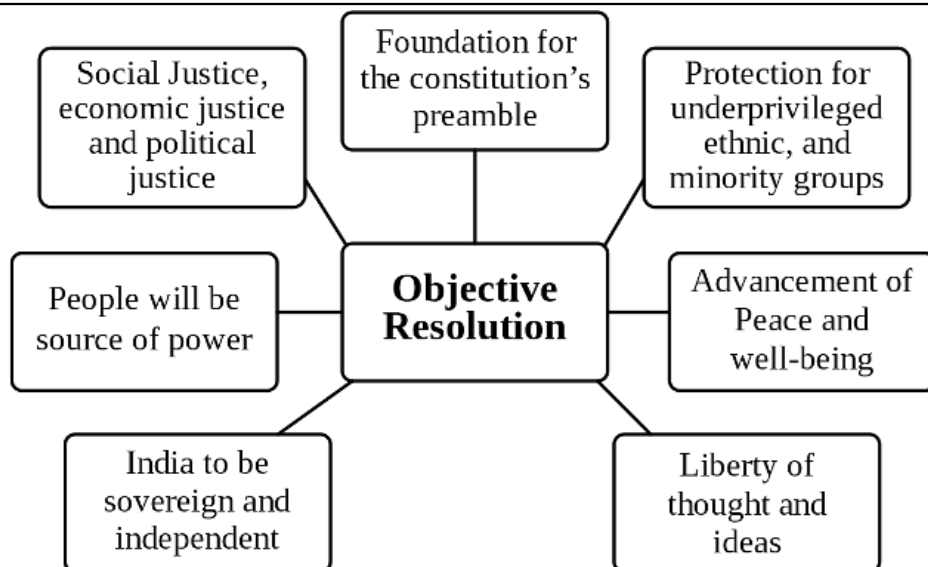 Foundation for
the constitution’s
preamble
Social Justice,
economic justice
and political
justice
Protection for
underprivileged
ethnic, and
minority groups
People will be
source of power
Objective
Resolution
Advancement of
Peace and
well-being
India to be
sovereign and
independent
Liberty of
thought and
ideas